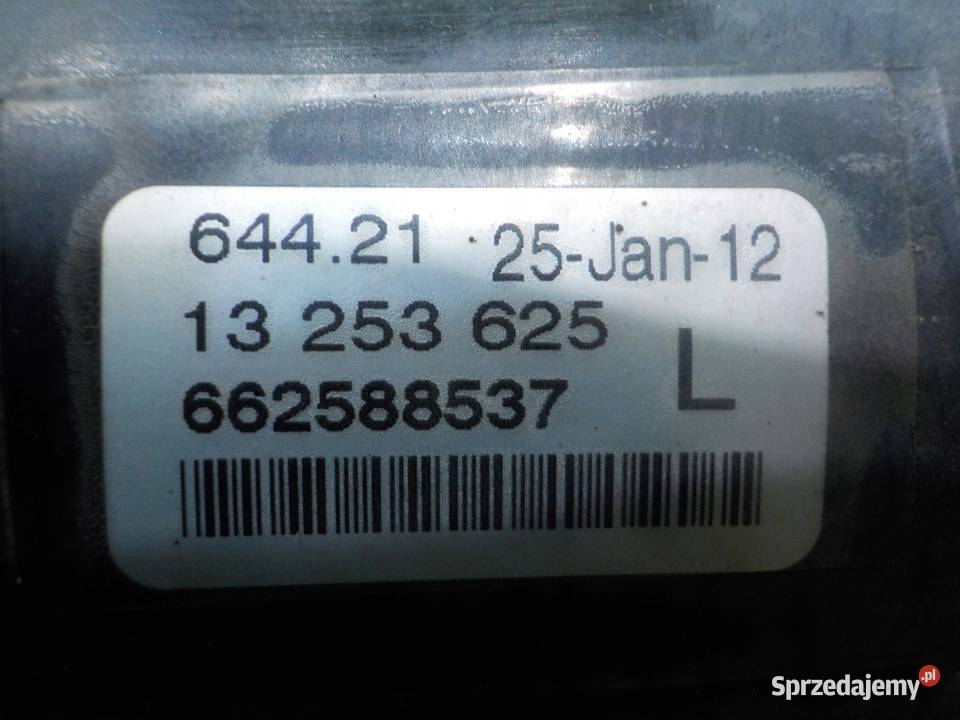 644.21 25-Jan-12
13 253 625
L
662588537
Sprzedajemy.pl